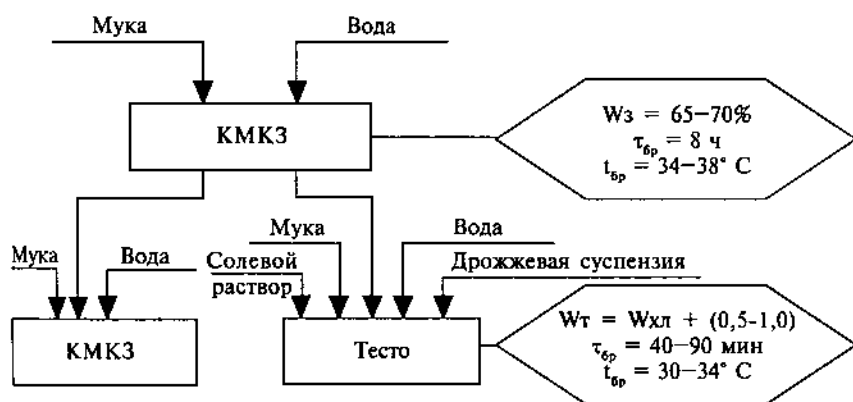 Мука
Вода
КМКЗ
Wз = 65–70%
τбр = 8 ч
tбр = 34–38° С
Мука
Вода
Мука
Вода
Солевой
раствор
Дрожжевая суспензия
КМКЗ
Тесто
Wт = Wхл + (0,5-1,0)
τбр = 40–90 мин
tбр = 30–34° С